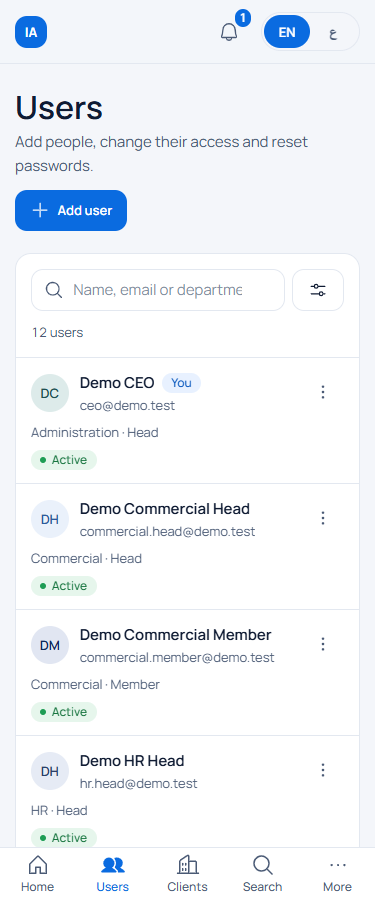 IA
1
EN
ع
Users
Add people, change their access and reset
passwords.
Add user
Name, email or departme
12 users
DC
Demo CEO
You
ceo@demo.test
Administration · Head
Active
DH
Demo Commercial Head
commercial.head@demo.test
Commercial · Head
Active
DM
Demo Commercial Member
commercial.member@demo.test
Commercial · Member
Active
DH
Demo HR Head
hr.head@demo.test
HR · Head
Active
Home
Users
Clients
Search
More